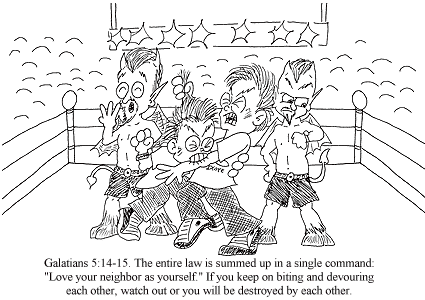 Galatians 5:14-15. The entire law is summed up in a single command:
"Love your neighbor as yourself." If you keep on biting and devouring
each other, watch out or you will be destroyed by each other.